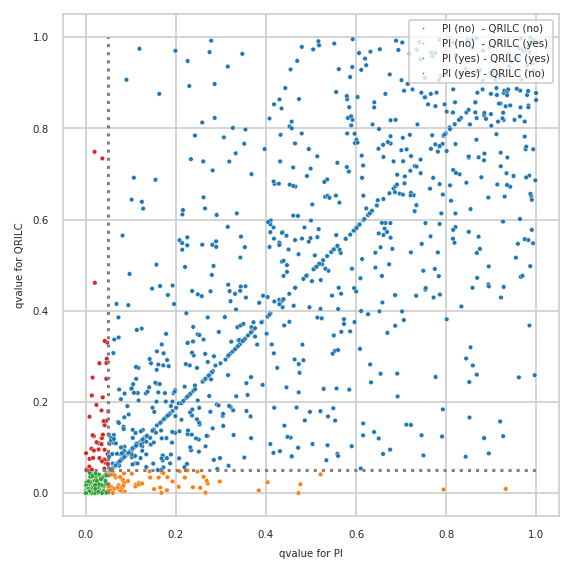 1.0
0.8
0.6
0.4
0.2
0.0
qvalue for QRILC
PI (no)  - QRILC (no)
PI (no)  - QRILC (yes)
PI (yes) - QRILC (yes)
PI (yes) - QRILC (no)
0.0 0.2 0.4 0.6 0.8 1.0
qvalue for PI